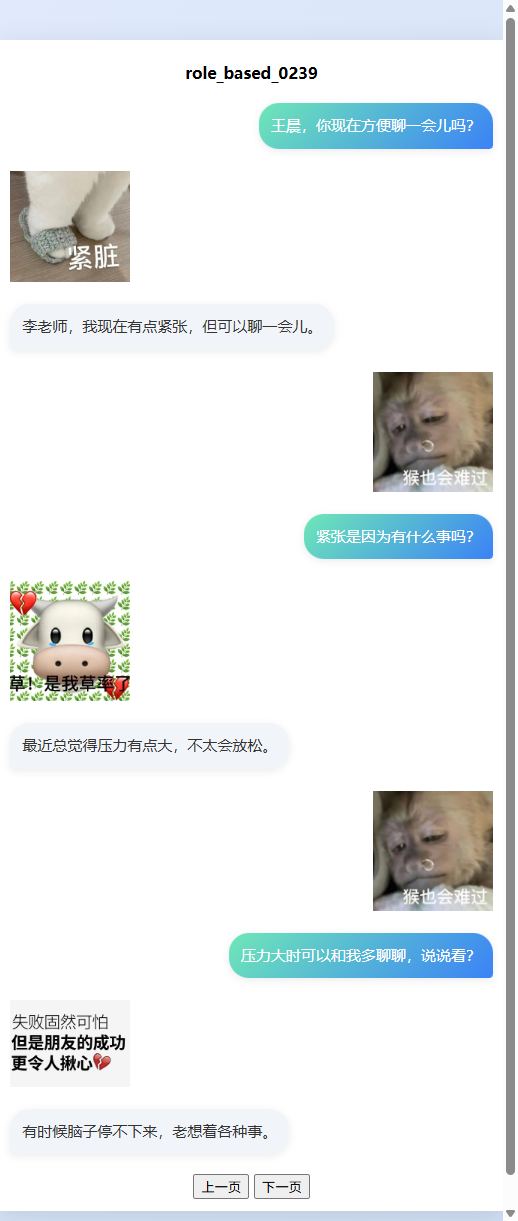 role_based_0239
王晨，你现在方便聊一会儿吗？
紧脏
李老师，我现在有点紧张，但可以聊一会儿。
猴也会难过
紧张是因为有什么事吗？
草！是我草率了
最近总觉得压力有点大，不太会放松。
猴也会难过
压力大时可以和我多聊聊，说说看？
失败固然可怕
但是朋友的成功
更令人揪心💔
有时候脑子停不下来，老想着各种事。
上一页 下一页